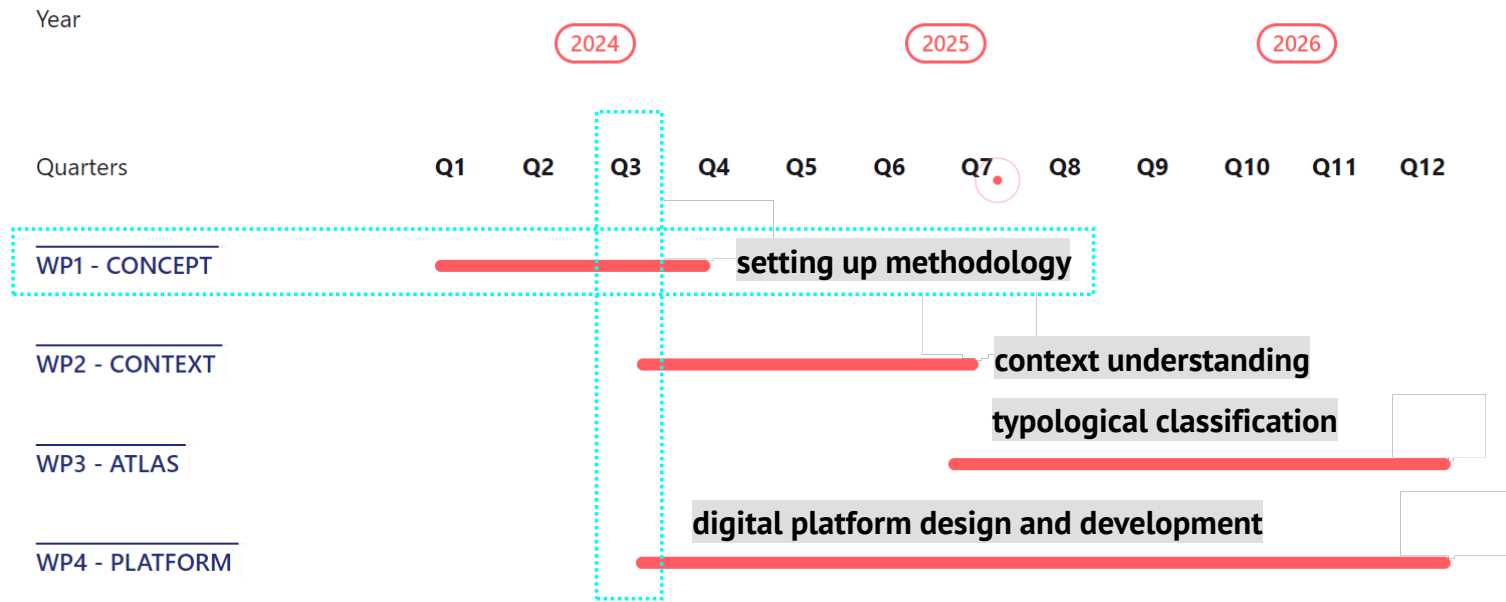 Year
2024 2025 2026
Quarters Q1 Q2 Q3 Q4 Q5 Q6 Q7 Q8 Q9 Q10 Q11 Q12
WP1 - CONCEPT setting up methodology
WP2 - CONTEXT context understanding
typological classification
WP3 - ATLAS
digital platform design and development
WP4 - PLATFORM